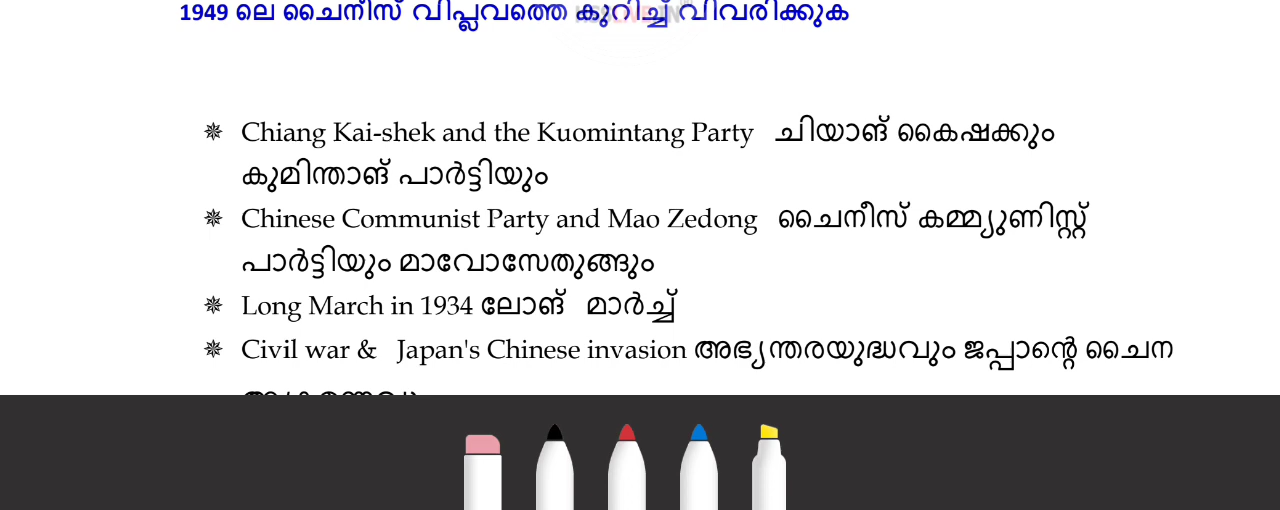 1949 ലെ ചൈനീസ് വിപ്ലവത്തെ കുറിച്ച് വിവരിക്കുക
✵ Chiang Kai-shek and the Kuomintang Party ചിയാങ് കൈഷക്കും
കുമിന്താങ് പാർട്ടിയും
✵ Chinese Communist Party and Mao Zedong ചൈനീസ് കമ്മ്യുണിസ്റ്റ്
പാർട്ടിയും മാവോസേതുങ്ങും
✵ Long March in 1934 ലോങ് മാർച്ച്
✵ Civil war & Japan's Chinese invasion അഭ്യന്തരയുദ്ധവും ജപ്പാന്റെ ചൈന